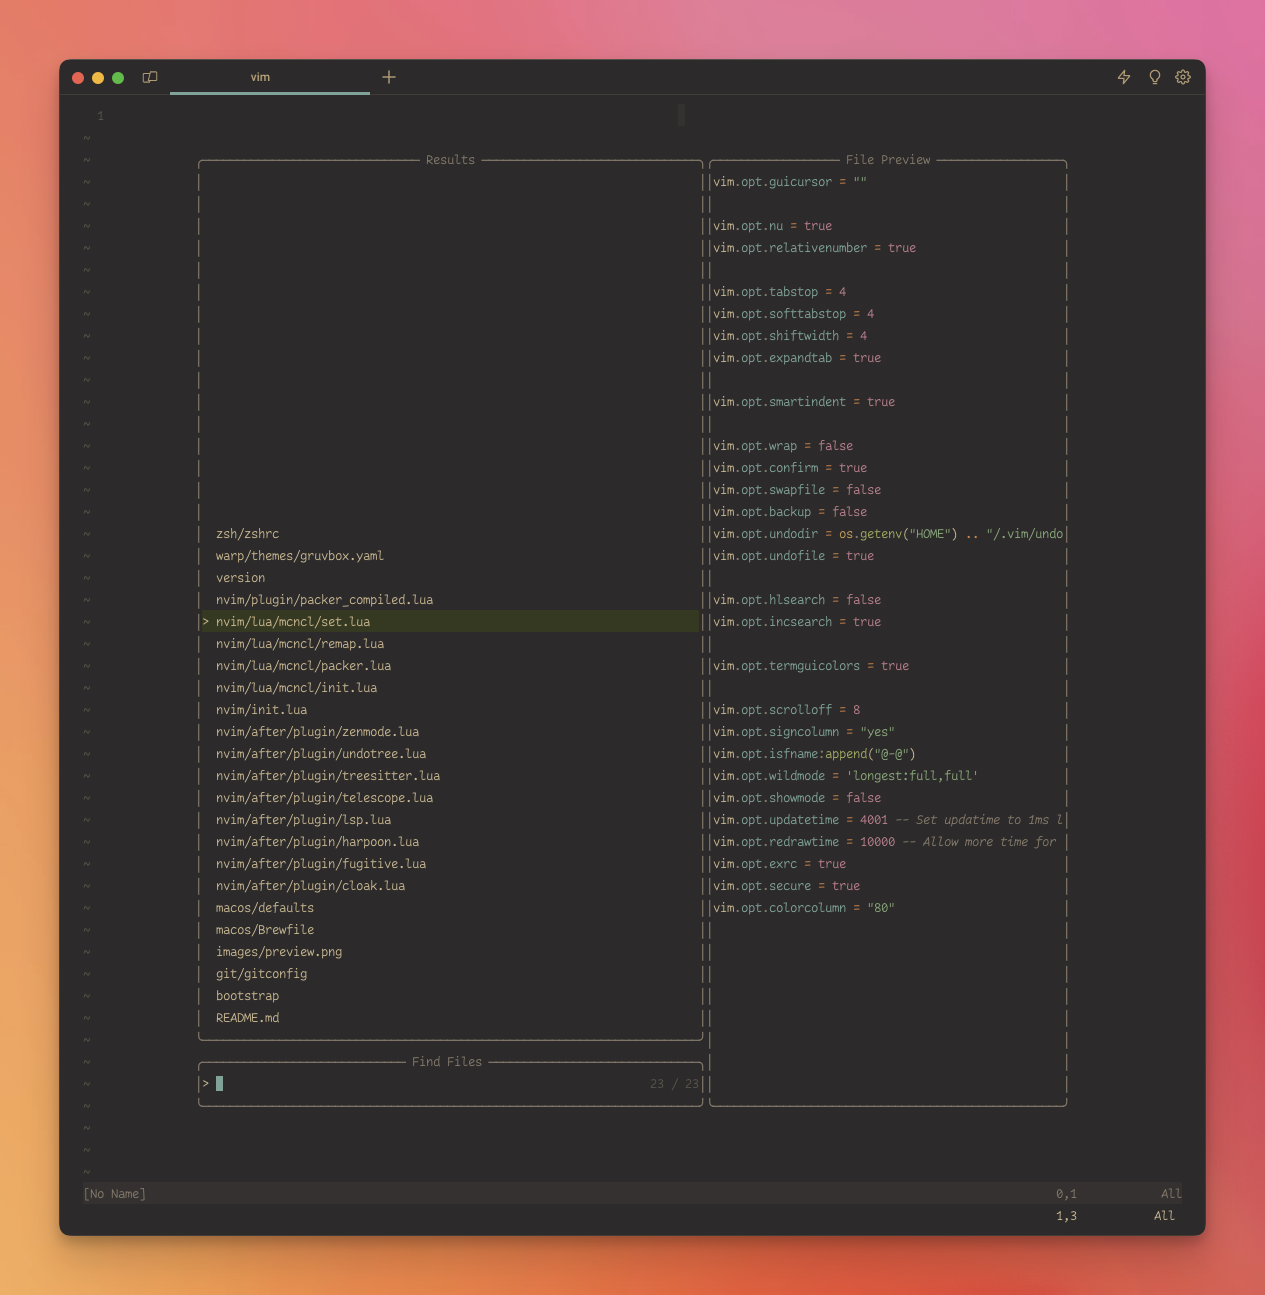 vim
1
Results
zsh/zshrc
warp/themes/gruvbox.yaml
version
nvim/plugin/packer_compiled.lua
> nvim/lua/mcncl/set.lua
nvim/lua/mcncl/remap.lua
nvim/lua/mcncl/packer.lua
nvim/lua/mcncl/init.lua
nvim/init.lua
nvim/after/plugin/zenmode.lua
nvim/after/plugin/undotree.lua
nvim/after/plugin/treesitter.lua
nvim/after/plugin/telescope.lua
nvim/after/plugin/lsp.lua
nvim/after/plugin/harpoon.lua
nvim/after/plugin/fugitive.lua
nvim/after/plugin/cloak.lua
macos/defaults
macos/Brewfile
images/preview.png
git/gitconfig
bootstrap
README.md
Find Files
> 23 / 23
File Preview
vim.opt.guicursor = ""
vim.opt.nu = true
vim.opt.relativenumber = true
vim.opt.tabstop = 4
vim.opt.softtabstop = 4
vim.opt.shiftwidth = 4
vim.opt.expandtab = true
vim.opt.smartindent = true
vim.opt.wrap = false
vim.opt.confirm = true
vim.opt.swapfile = false
vim.opt.backup = false
vim.opt.undodir = os.getenv("HOME") .. "/.vim/undo
vim.opt.undofile = true
vim.opt.hlsearch = false
vim.opt.incsearch = true
vim.opt.termguicolors = true
vim.opt.scrolloff = 8
vim.opt.signcolumn = "yes"
vim.opt.isfname:append("@-@")
vim.opt.wildmode = 'longest:full,full'
vim.opt.showmode = false
vim.opt.updatetime = 4001 -- Set updatime to 1ms l
vim.opt.redrawtime = 10000 -- Allow more time for
vim.opt.exrc = true
vim.opt.secure = true
vim.opt.colorcolumn = "80"
[No Name] 0,1 All
1,3 All